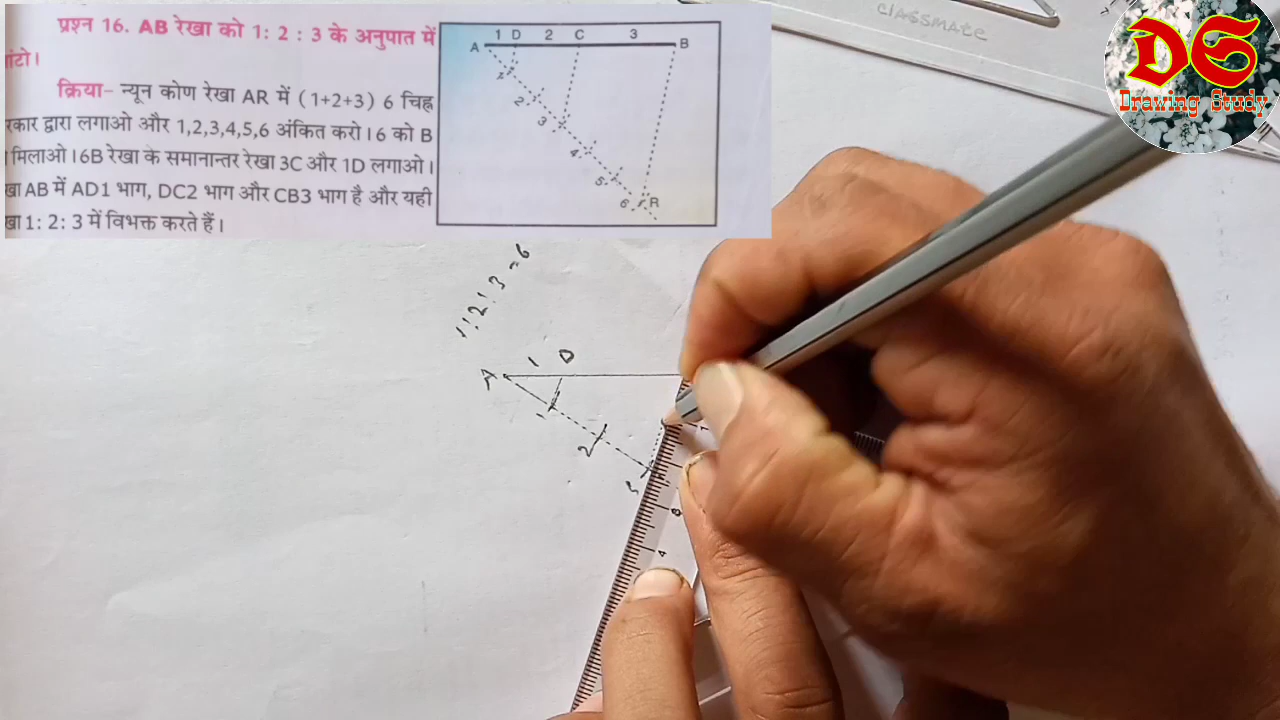 प्रश्न 16. AB रेखा को 1: 2 : 3 के अनुपात में
ांटो।
क्रिया– न्यून कोण रेखा AR में (1+2+3) 6 चिह्न
रकार द्वारा लगाओ और 1,2,3,4,5,6 अंकित करो। 6 को B
मिलाओ। 6B रेखा के समानान्तर रेखा 3C और 1D लगाओ।
खा AB में AD1 भाग, DC2 भाग और CB3 भाग है और यही
खा 1: 2: 3 में विभक्त करते हैं।
A 1 D 2 C 3 B
2
3
4
5
6 R
classmate
DS
Drawing Study
1:2:3 =6
A 1 D
1
2
3
4